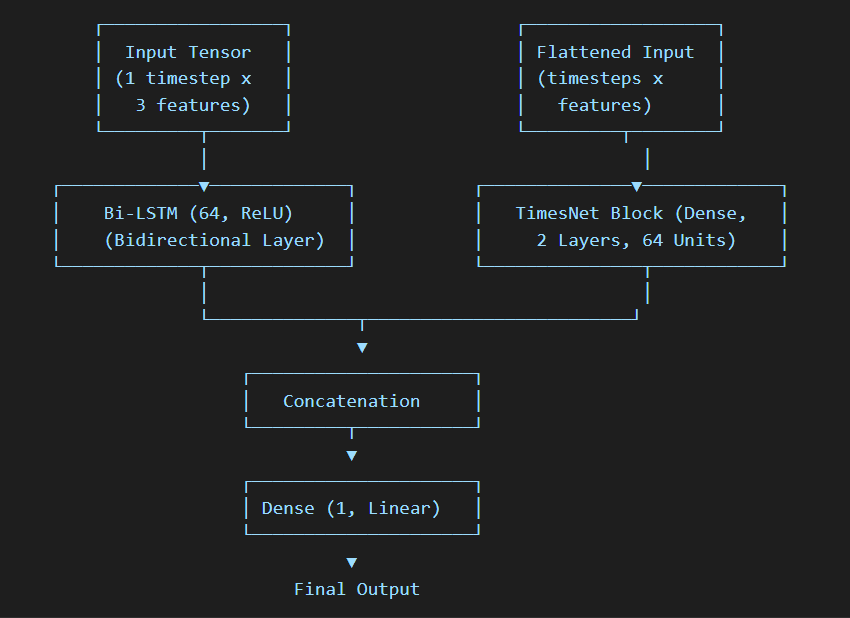 Input Tensor
(1 timestep x
3 features)
Flattened Input
(timesteps x
features)
Bi-LSTM (64, ReLU)
(Bidirectional Layer)
TimesNet Block (Dense,
2 Layers, 64 Units)
Concatenation
Dense (1, Linear)
Final Output